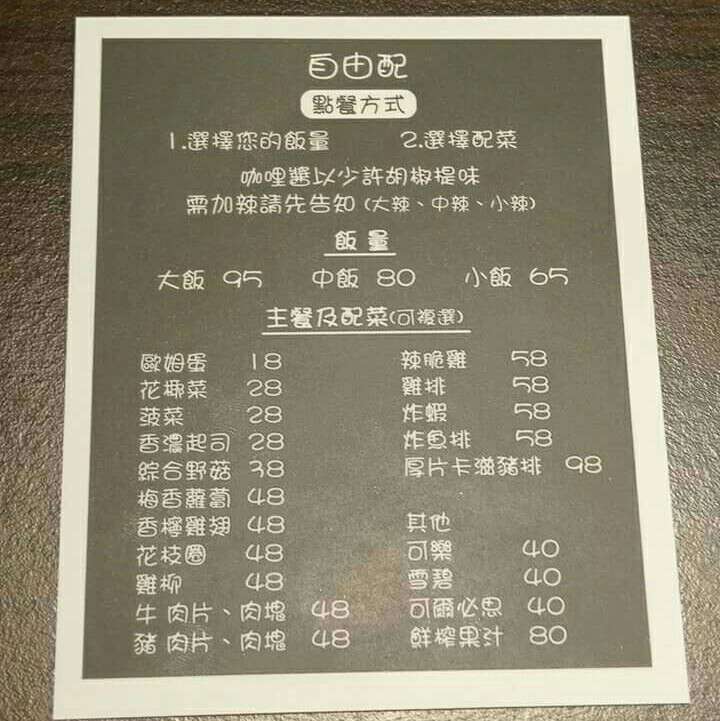 自由配
點餐方式
1.選擇您的飯量 2.選擇配菜
咖哩醬以少許胡椒提味
需加辣請先告知(大辣、中辣、小辣)
飯量
大飯 95 中飯 80 小飯 65
主餐及配菜(可複選)
歐姆蛋 18
花椰菜 28
菠菜 28
香濃起司 28
綜合野菇 38
梅香蘿蔔 48
香檸雞翅 48
花枝圈 48
雞柳 48
牛 肉片、肉塊 48
豬 肉片、肉塊 48
辣脆雞 58
雞排 58
炸蝦 58
炸魚排 58
厚片卡滋豬排 98
其他
可樂 40
雪碧 40
可爾必思 40
鮮榨果汁 80